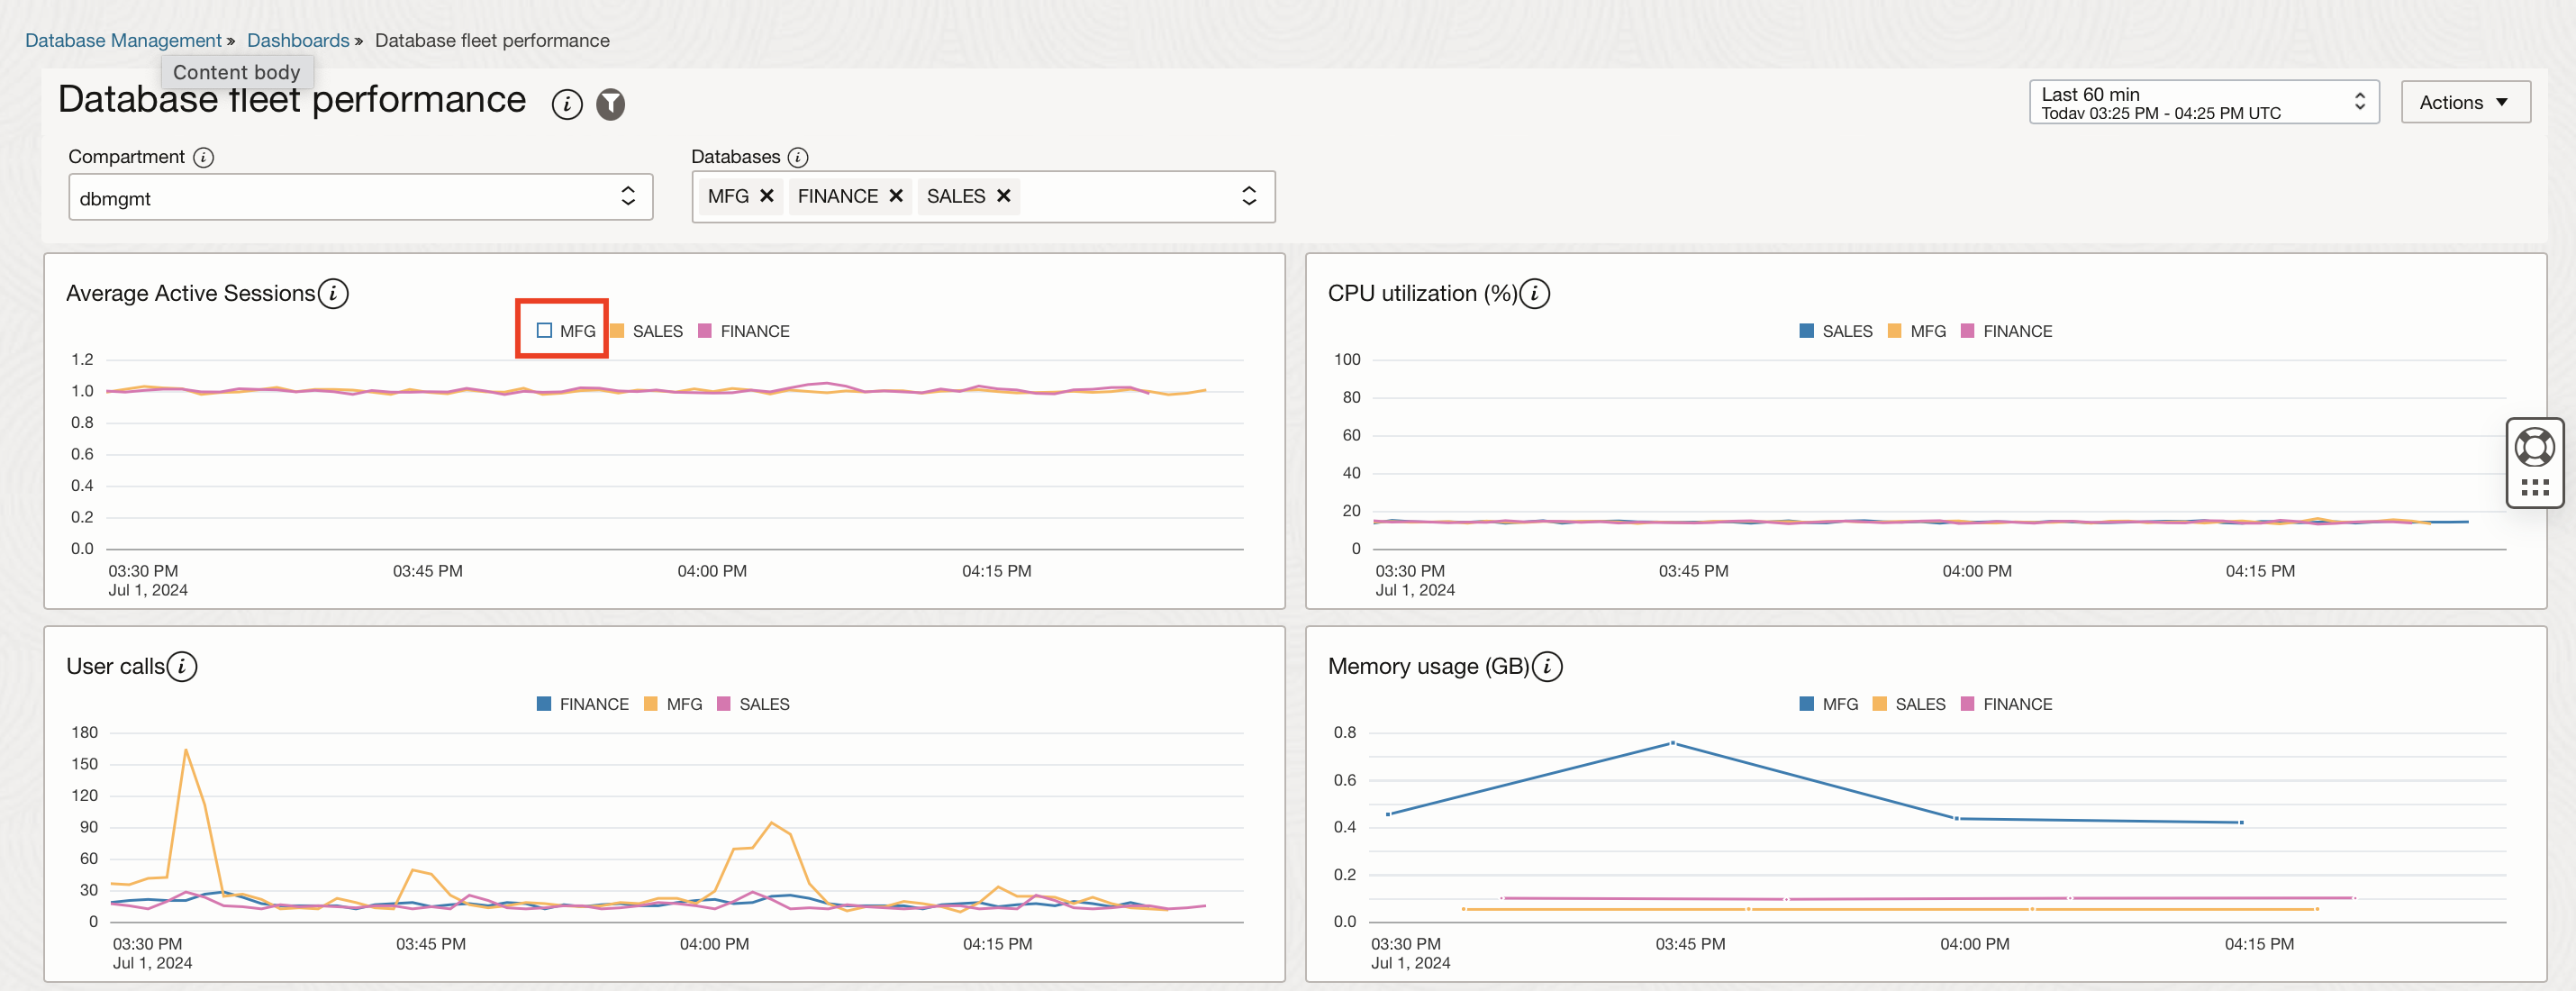 Database Management » Dashboards » Database fleet performance
Content body
Database fleet performance
Last 60 min
Today 03:25 PM - 04:25 PM UTC
Actions
Compartment
Databases
dbmgmt
MFG FINANCE SALES
Average Active Sessions
MFG SALES FINANCE
1.2
1.0
0.8
0.6
0.4
0.2
0.0
03:30 PM 03:45 PM 04:00 PM 04:15 PM
Jul 1, 2024
CPU utilization (%)
SALES MFG FINANCE
100
80
60
40
20
0
03:30 PM 03:45 PM 04:00 PM 04:15 PM
Jul 1, 2024
User calls
FINANCE MFG SALES
180
150
120
90
60
30
0
03:30 PM 03:45 PM 04:00 PM 04:15 PM
Jul 1, 2024
Memory usage (GB)
MFG SALES FINANCE
0.8
0.6
0.4
0.2
0.0
03:30 PM 03:45 PM 04:00 PM 04:15 PM
Jul 1, 2024